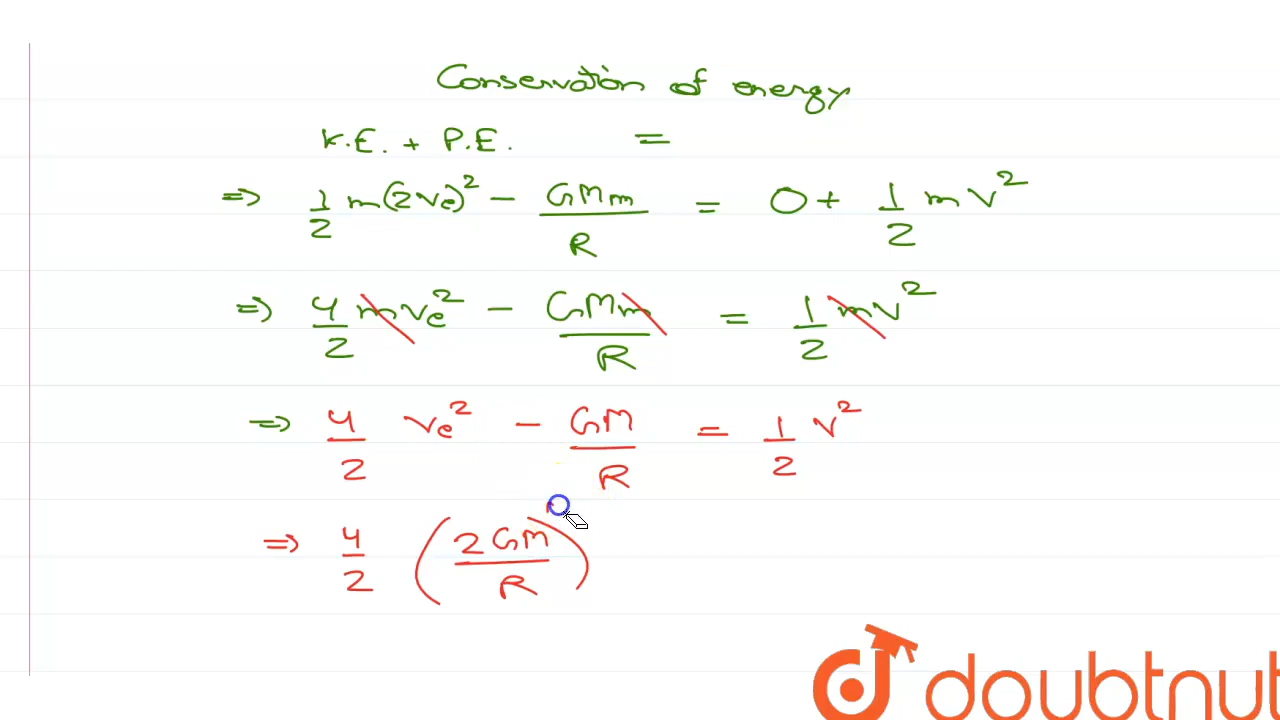 Conservation of energy
K.E. + P.E. =
⇒ 1/2 m(2ve)² − GMm/R = 0 + 1/2 mv²
⇒ 4/2 mve² − GMm/R = 1/2 mv²
⇒ 4/2 ve² − GM/R = 1/2 v²
⇒ 4/2 (2GM/R)
doubtnut